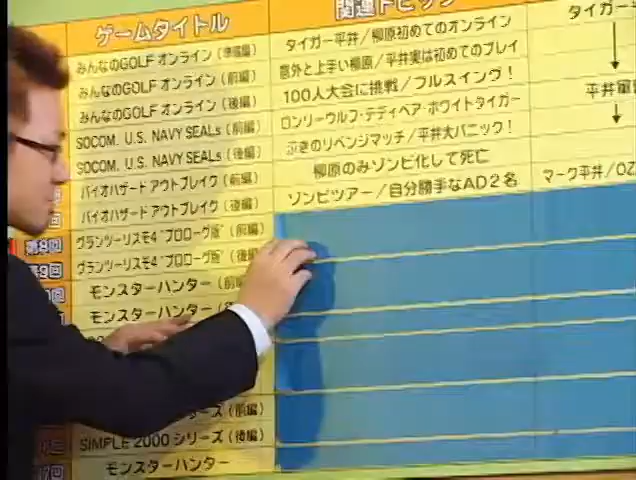 ゲームタイトル
関連トピック
タイガー
みんなのGOLF オンライン (準備編)
タイガー平井/柳原初めてのオンライン
みんなのGOLF オンライン (前編)
意外と上手い柳原/平井実は初めてのプレイ
みんなのGOLF オンライン (後編)
100人大会に挑戦/フルスイング!
平井
SOCOM. U.S. NAVY SEALs (前編)
ロンリーウルフ・テディベア・ホワイトタイガー
SOCOM. U.S. NAVY SEALs (後編)
ぶきのリベンジマッチ/平井大パニック!
バイオハザード アウトブレイク (前編)
柳原のみゾンビ化して死亡
バイオハザード アウトブレイク (後編)
ゾンビツアー/自分勝手なAD2名
マーク平井/OZ
第8回
グランツーリスモ4 "プロローグ版" (前編)
第9回
グランツーリスモ4 "プロローグ版" (後編
モンスターハンター (前
モンスターハンター
ーズ (前編)
SIMPLE 2000 シリーズ (後編)
モンスターハンター